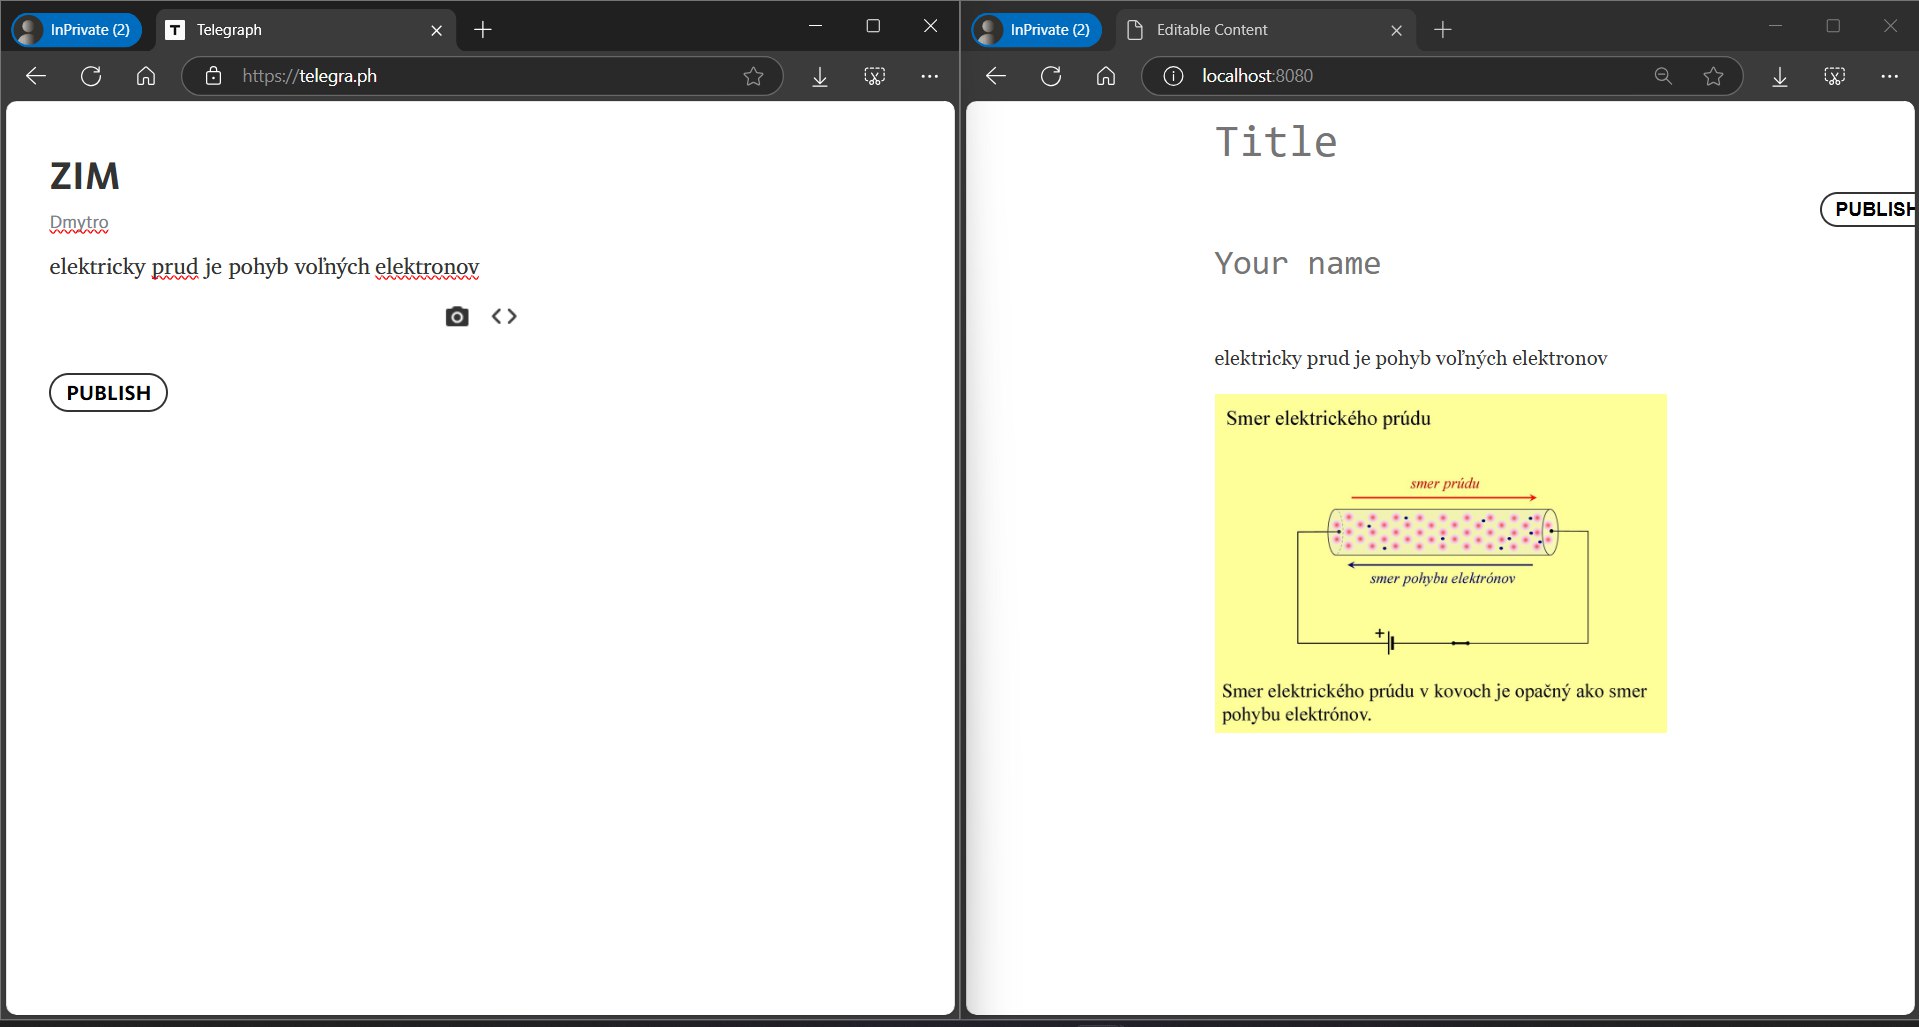 InPrivate (2)
Telegraph
https://telegra.ph
ZIM
Dmytro
elektricky prud je pohyb voľných elektronov
PUBLISH
InPrivate (2)
Editable Content
localhost:8080
Title
PUBLISH
Your name
elektricky prud je pohyb voľných elektronov
Smer elektrického prúdu
smer prúdu
smer pohybu elektrónov
+
Smer elektrického prúdu v kovoch je opačný ako smer
pohybu elektrónov.